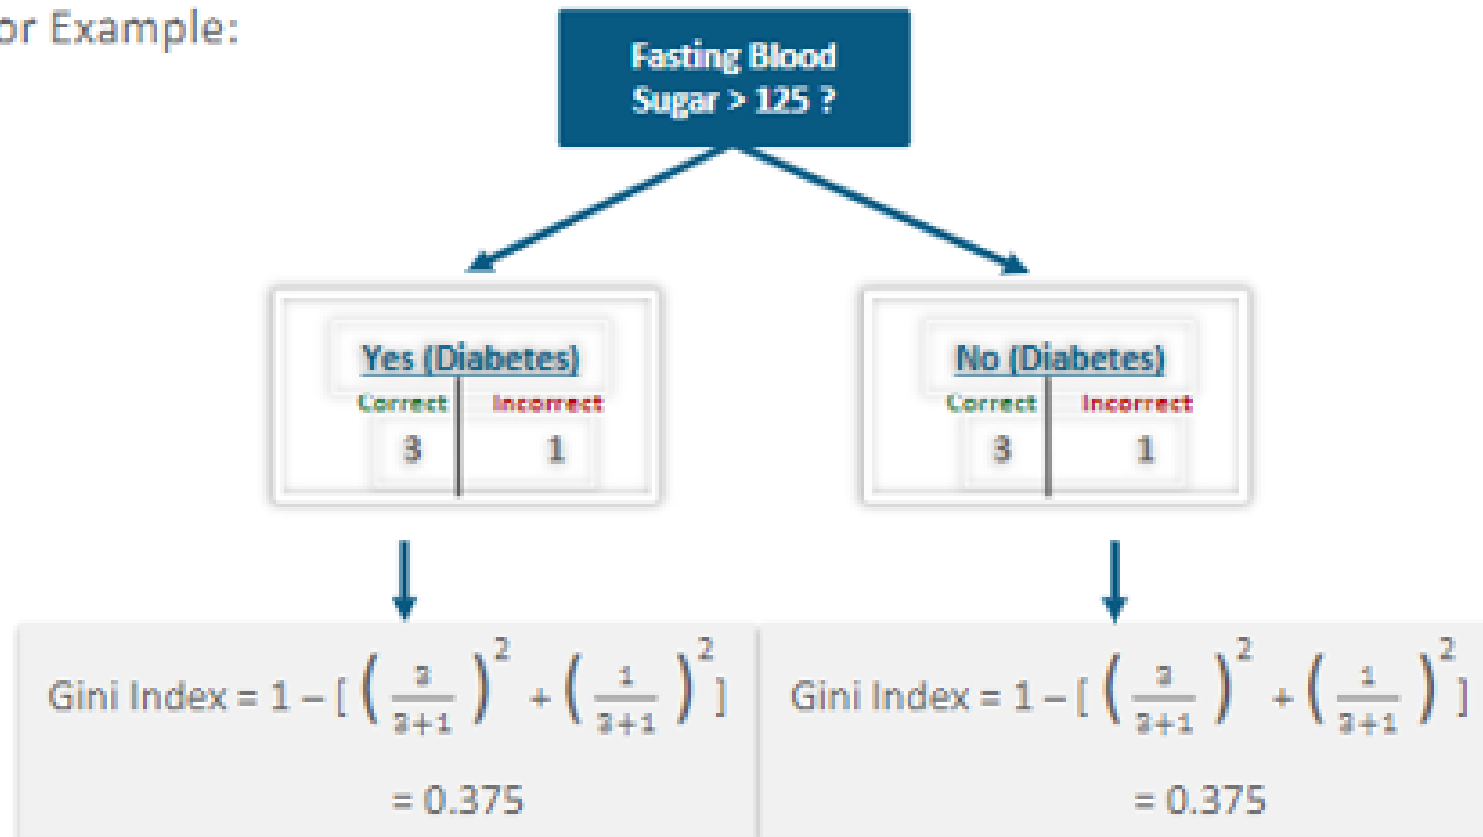 or Example:
Fasting Blood
Sugar > 125 ?
Yes (Diabetes)
Correct Incorrect
3 1
No (Diabetes)
Correct Incorrect
3 1
Gini Index = 1 – [ ( 3/3+1 )² + ( 1/3+1 )² ]
= 0.375
Gini Index = 1 – [ ( 3/3+1 )² + ( 1/3+1 )² ]
= 0.375